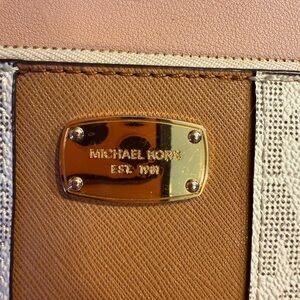 MICHAEL KORS
EST. 1981